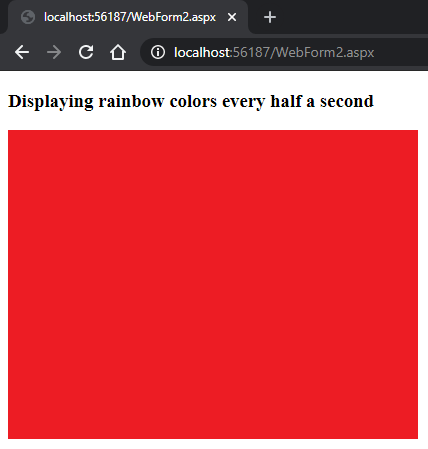 localhost:56187/WebForm2.aspx
localhost:56187/WebForm2.aspx
Displaying rainbow colors every half a second